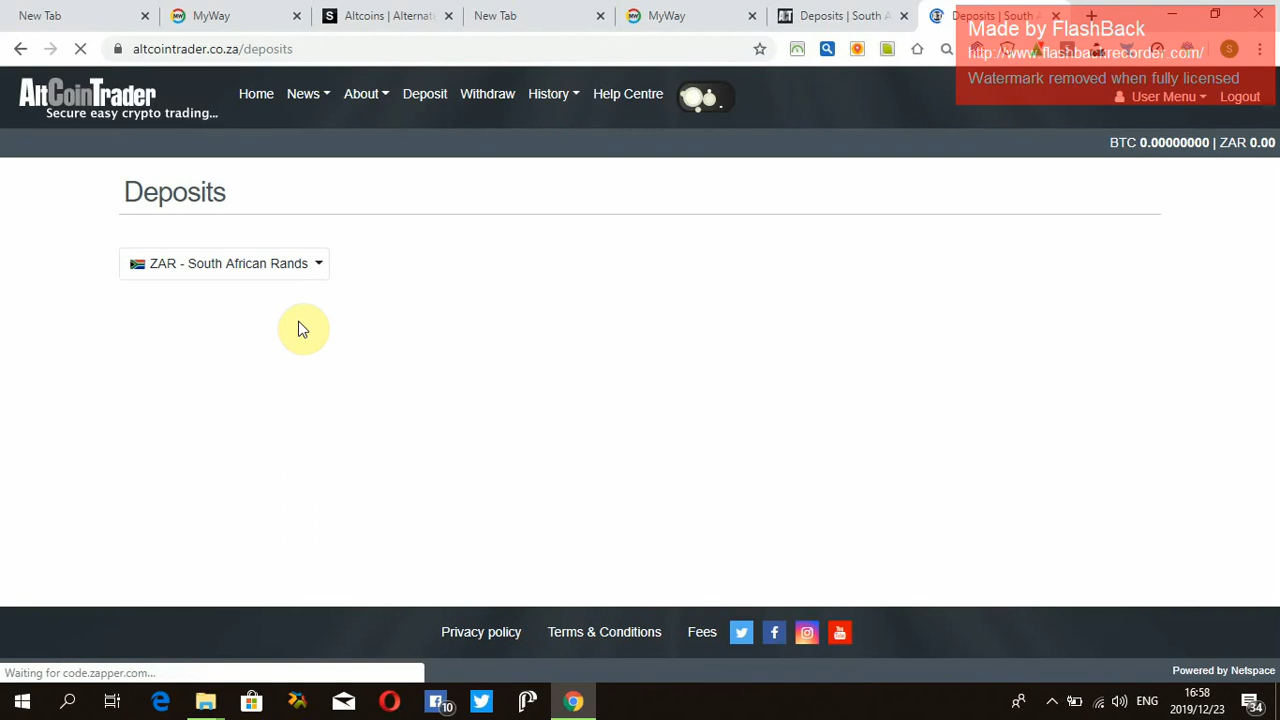 New Tab
MyWay
Altcoins | Alternat
New Tab
MyWay
Deposits | South A
Deposits | South A
Made by FlashBack
http://www.flashbackrecorder.com/
Watermark removed when fully licensed
altcointrader.co.za/deposits
S
AltCoinTrader
Secure easy crypto trading...
Home
News
About
Deposit
Withdraw
History
Help Centre
User Menu
Logout
BTC 0.00000000 | ZAR 0.00
Deposits
ZAR - South African Rands
Privacy policy
Terms & Conditions
Fees
Waiting for code.zapper.com...
Powered by Netspace
10
ENG
16:58
2019/12/23
34